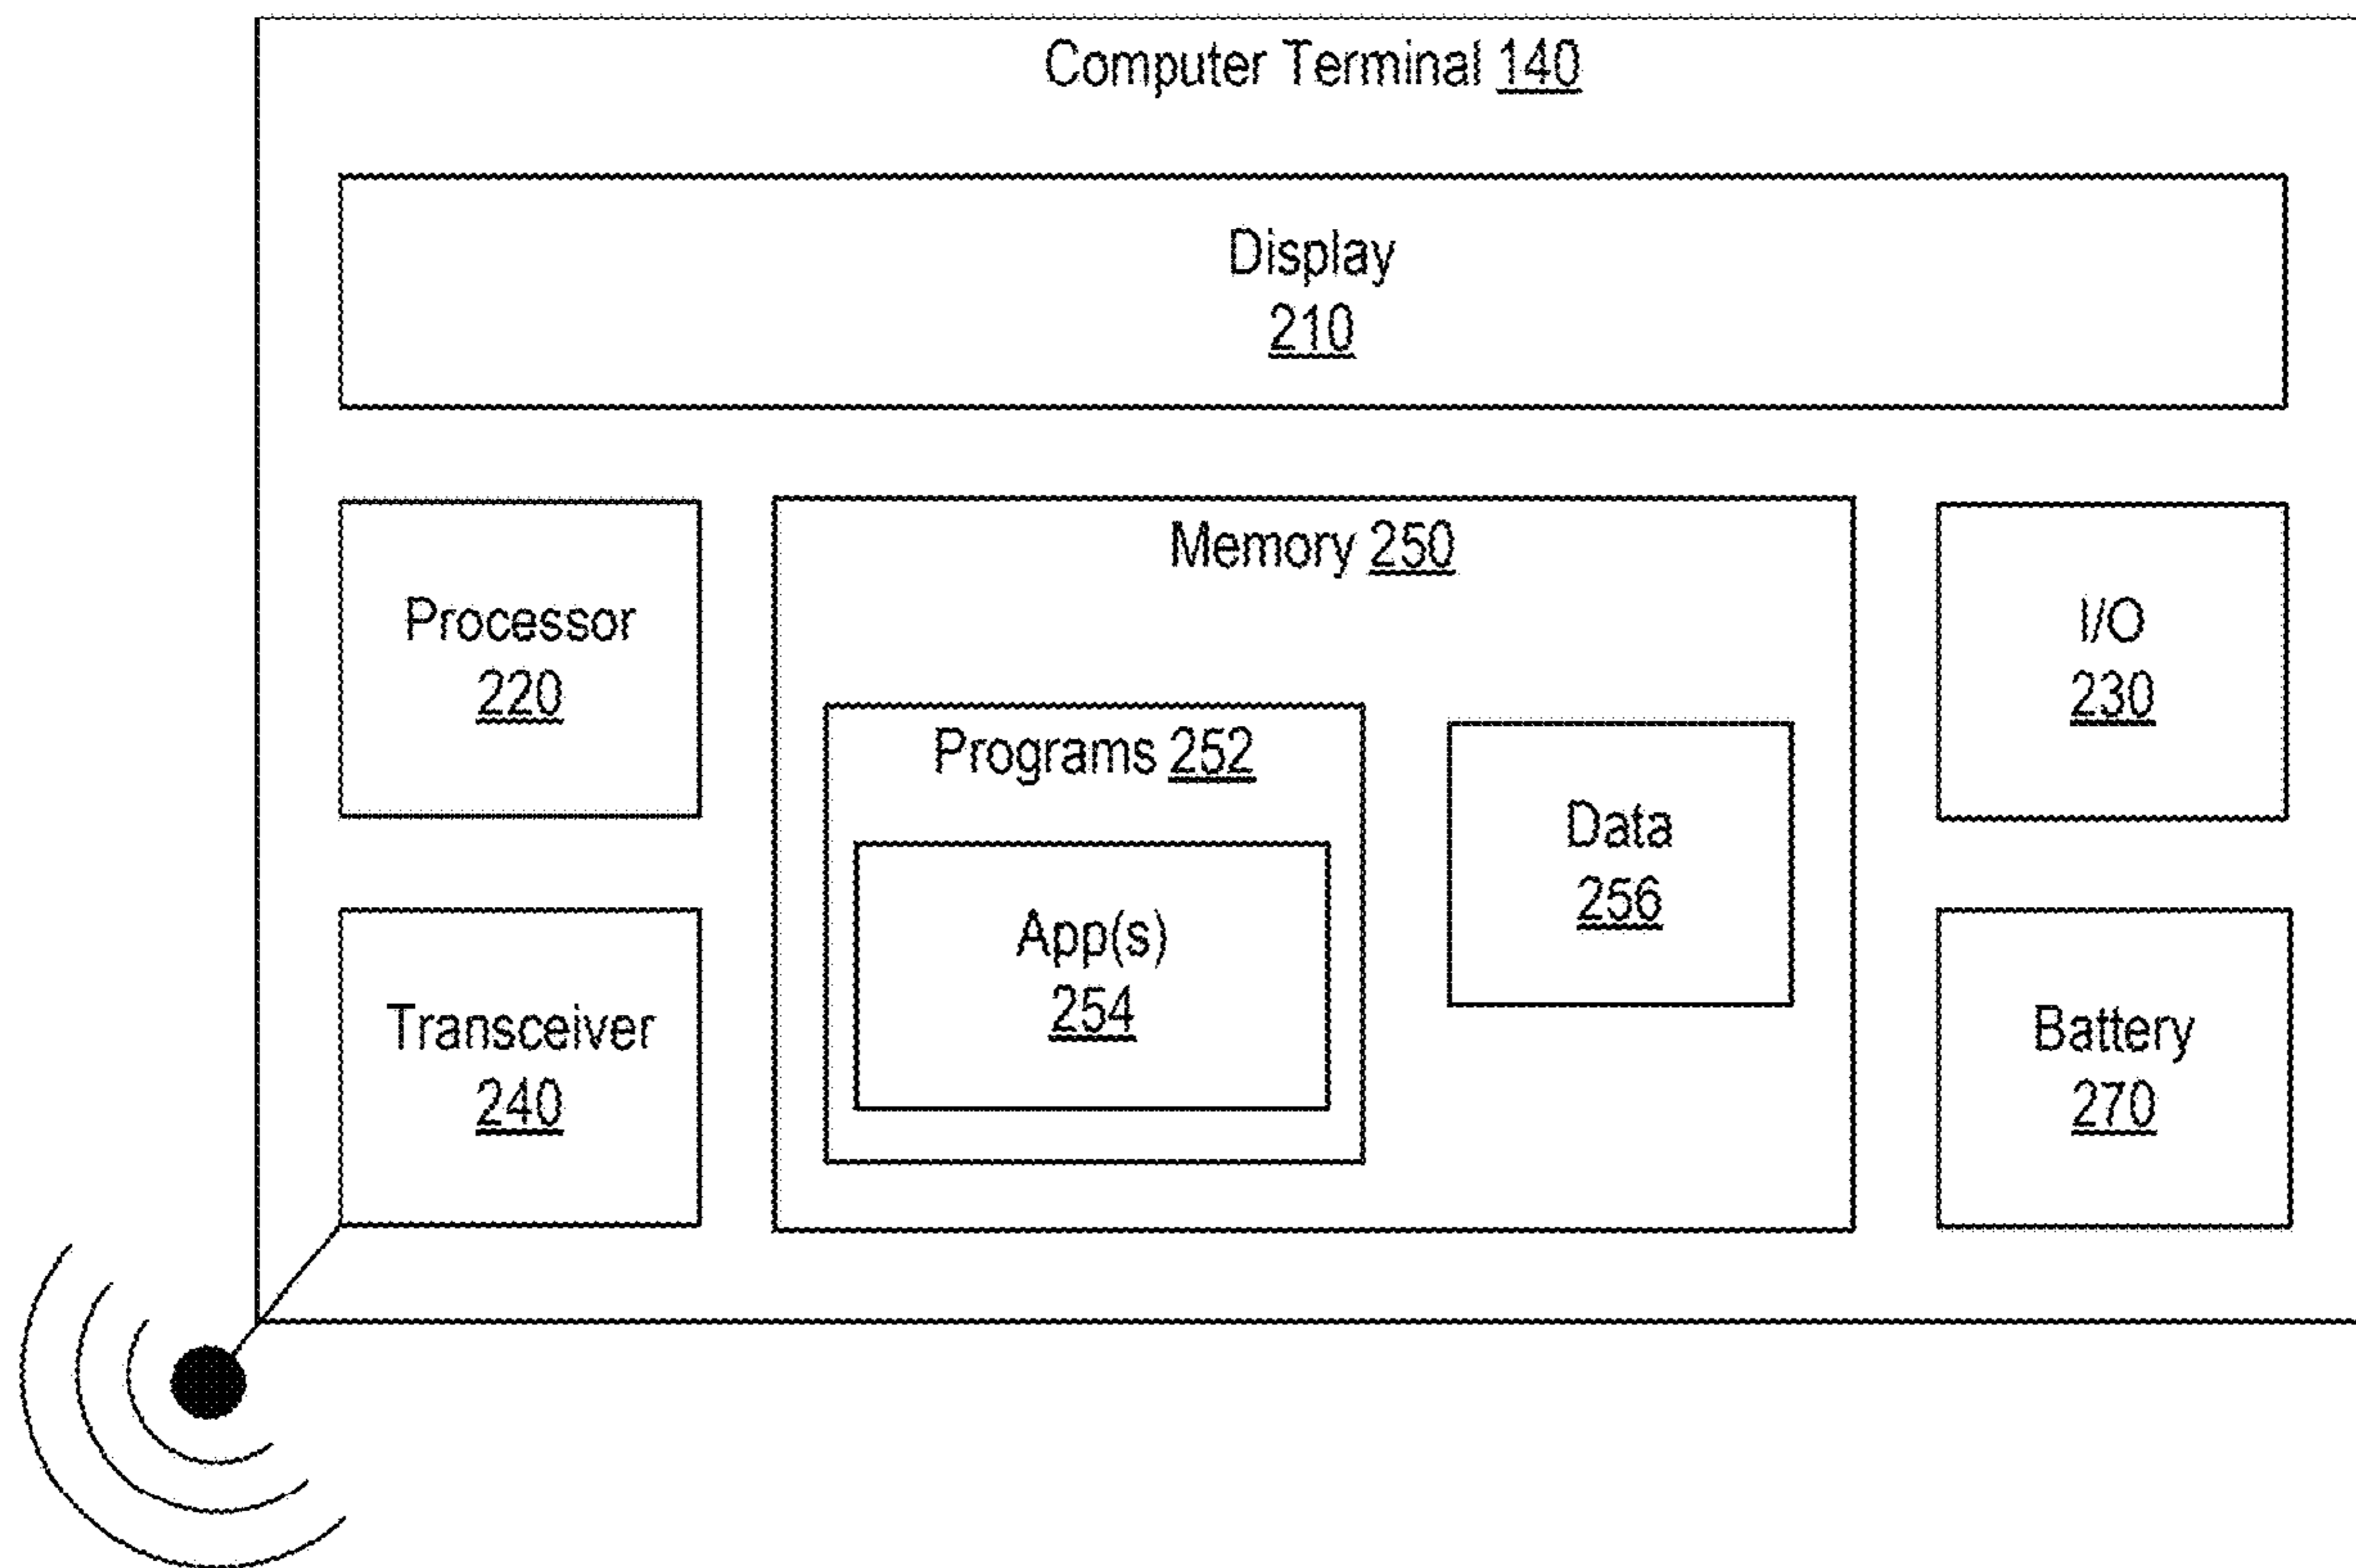 Computer Terminal 140
Display
210
Processor
220
Memory 250
Programs 252
App(s)
254
Data
256
I/O
230
Transceiver
240
Battery
270